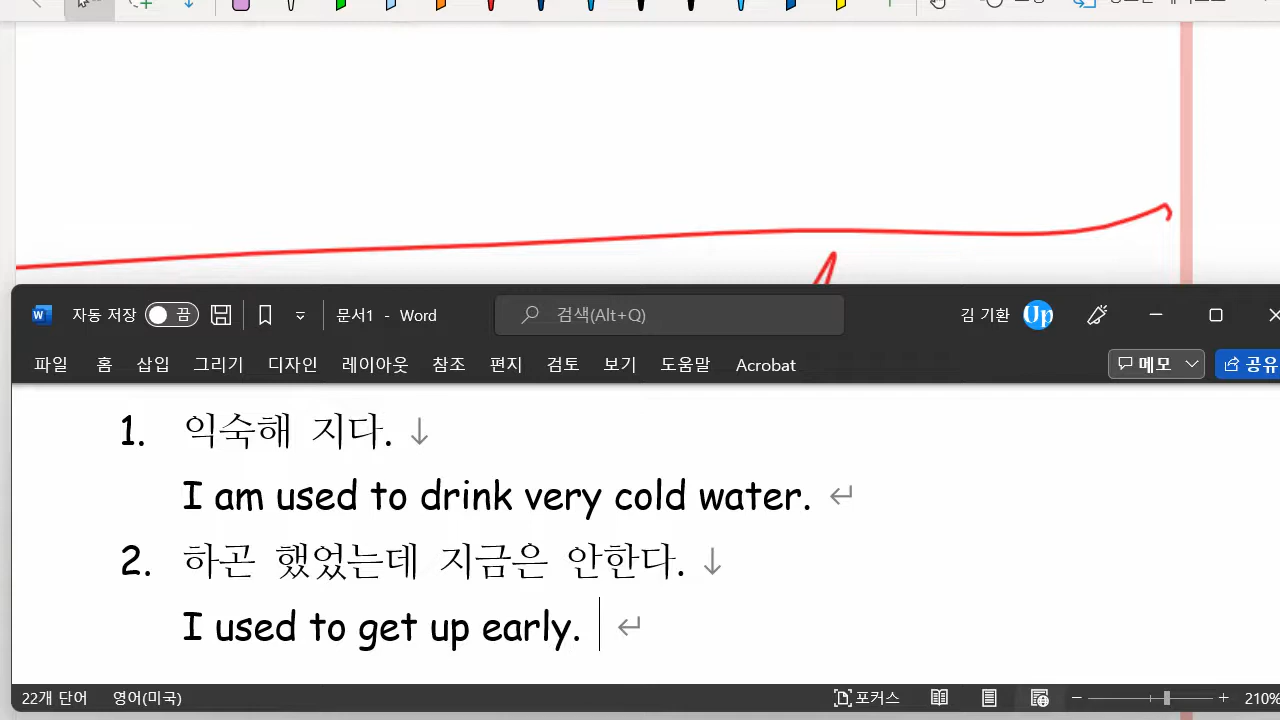 자동 저장 끔 문서1 - Word 검색(Alt+Q) 김 기환 Up
파일 홈 삽입 그리기 디자인 레이아웃 참조 편지 검토 보기 도움말 Acrobat 메모 공유
1. 익숙해 지다. ↓
I am used to drink very cold water. ↵
2. 하곤 했었는데 지금은 안한다. ↓
I used to get up early. ↵
22개 단어 영어(미국) 포커스 210%